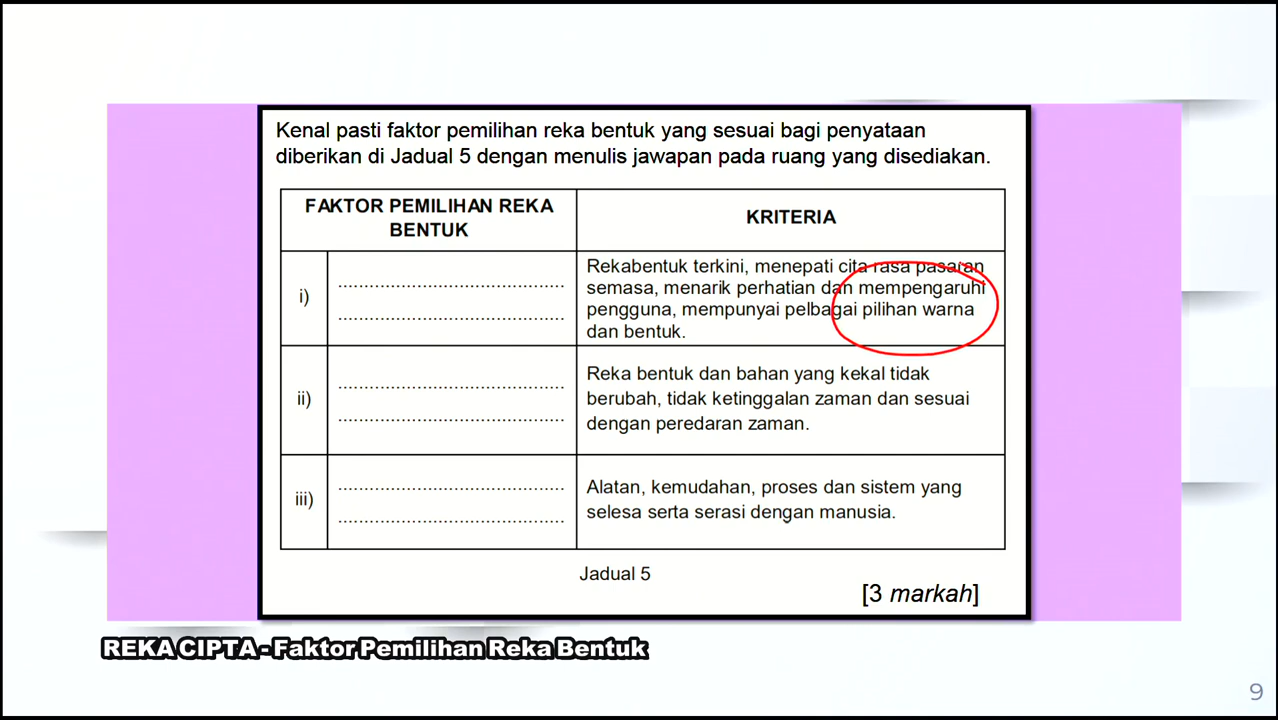 Kenal pasti faktor pemilihan reka bentuk yang sesuai bagi penyataan
diberikan di Jadual 5 dengan menulis jawapan pada ruang yang disediakan.
FAKTOR PEMILIHAN REKA
BENTUK
KRITERIA
i)
Rekabentuk terkini, menepati cita rasa pasaran
semasa, menarik perhatian dan mempengaruhi
pengguna, mempunyai pelbagai pilihan warna
dan bentuk.
ii)
Reka bentuk dan bahan yang kekal tidak
berubah, tidak ketinggalan zaman dan sesuai
dengan peredaran zaman.
iii)
Alatan, kemudahan, proses dan sistem yang
selesa serta serasi dengan manusia.
Jadual 5
[3 markah]
REKA CIPTA - Faktor Pemilihan Reka Bentuk
9